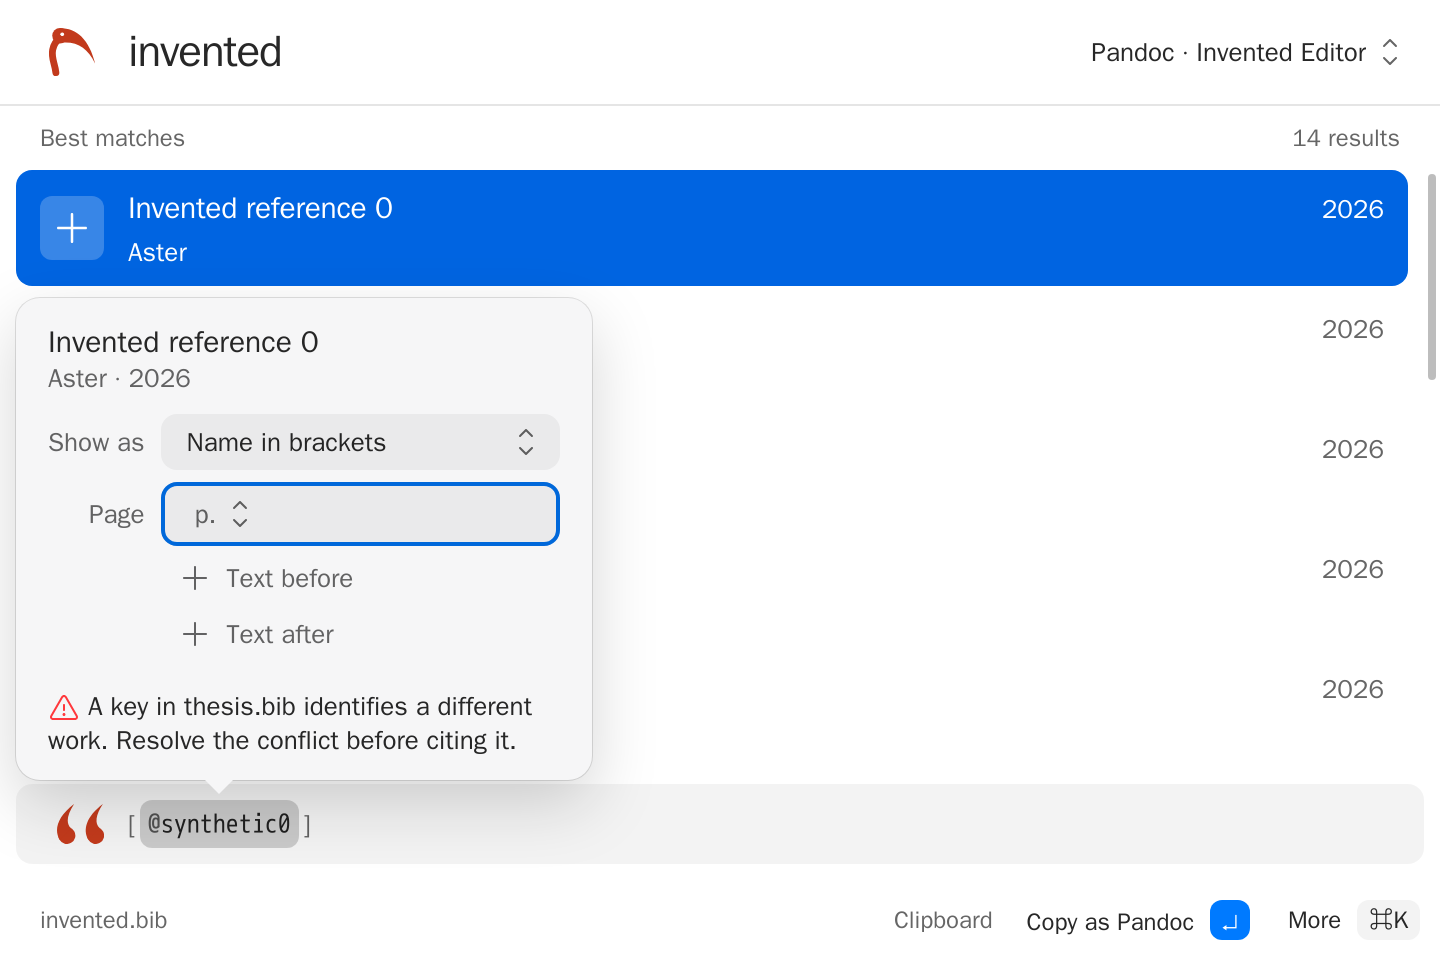 invented
Pandoc · Invented Editor
Best matches
14 results
Invented reference 0
2026
Aster
Invented reference 0
Aster · 2026
Show as
Name in brackets
Page
p.
Text before
Text after
A key in thesis.bib identifies a different
work. Resolve the conflict before citing it.
2026
2026
2026
2026
[ @synthetic0 ]
invented.bib
Clipboard
Copy as Pandoc
More
⌘K